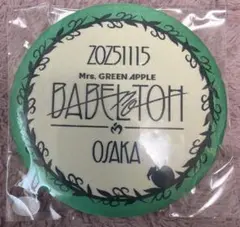 20251115
Mrs. GREEN APPLE
BABEL no TOH
OSAKA